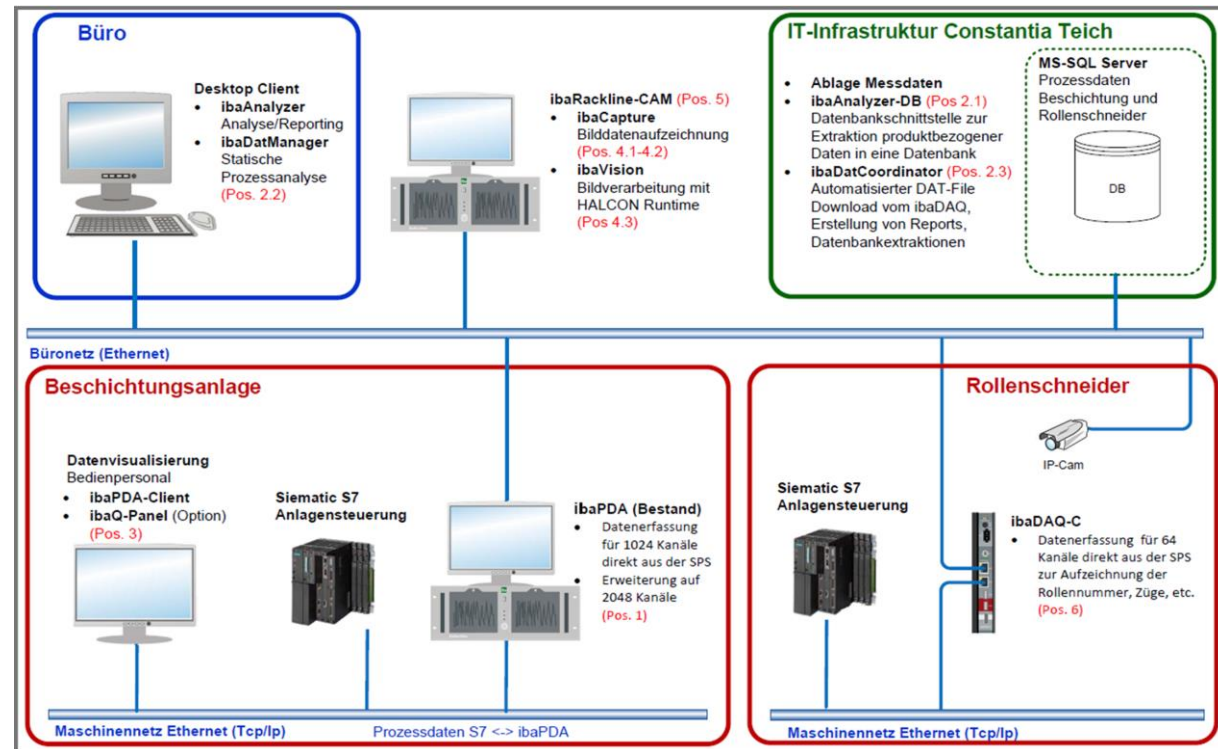 Büro
Desktop Client
• ibaAnalyzer
Analyse/Reporting
• ibaDatManager
Statische
Prozessanalyse
(Pos. 2.2)
ibaRackline-CAM (Pos. 5)
• ibaCapture
Bilddatenaufzeichnung
(Pos. 4.1-4.2)
• ibaVision
Bildverarbeitung mit
HALCON Runtime
(Pos 4.3)
IT-Infrastruktur Constantia Teich
• Ablage Messdaten
• ibaAnalyzer-DB (Pos 2.1)
Datenbankschnittstelle zur
Extraktion produktbezogener
Daten in eine Datenbank
• ibaDatCoordinator (Pos 2.3)
Automatisierter DAT-File
Download vom ibaDAQ,
Erstellung von Reports,
Datenbankextraktionen
MS-SQL Server
Prozessdaten
Beschichtung und
Rollenschneider
DB
Büronetz (Ethernet)
Beschichtungsanlage
Datenvisualisierung
Bedienpersonal
• ibaPDA-Client
• ibaQ-Panel (Option)
(Pos. 3)
Siematic S7
Anlagensteuerung
ibaPDA (Bestand)
• Datenerfassung
für 1024 Kanäle
direkt aus der SPS
• Erweiterung auf
2048 Kanäle
(Pos. 1)
Maschinennetz Ethernet (Tcp/Ip)
Prozessdaten S7 <-> ibaPDA
Rollenschneider
IP-Cam
Siematic S7
Anlagensteuerung
ibaDAQ-C
• Datenerfassung für 64
Kanäle direkt aus der SPS
zur Aufzeichnung der
Rollennummer, Züge, etc.
(Pos. 6)
Maschinennetz Ethernet (Tcp/Ip)